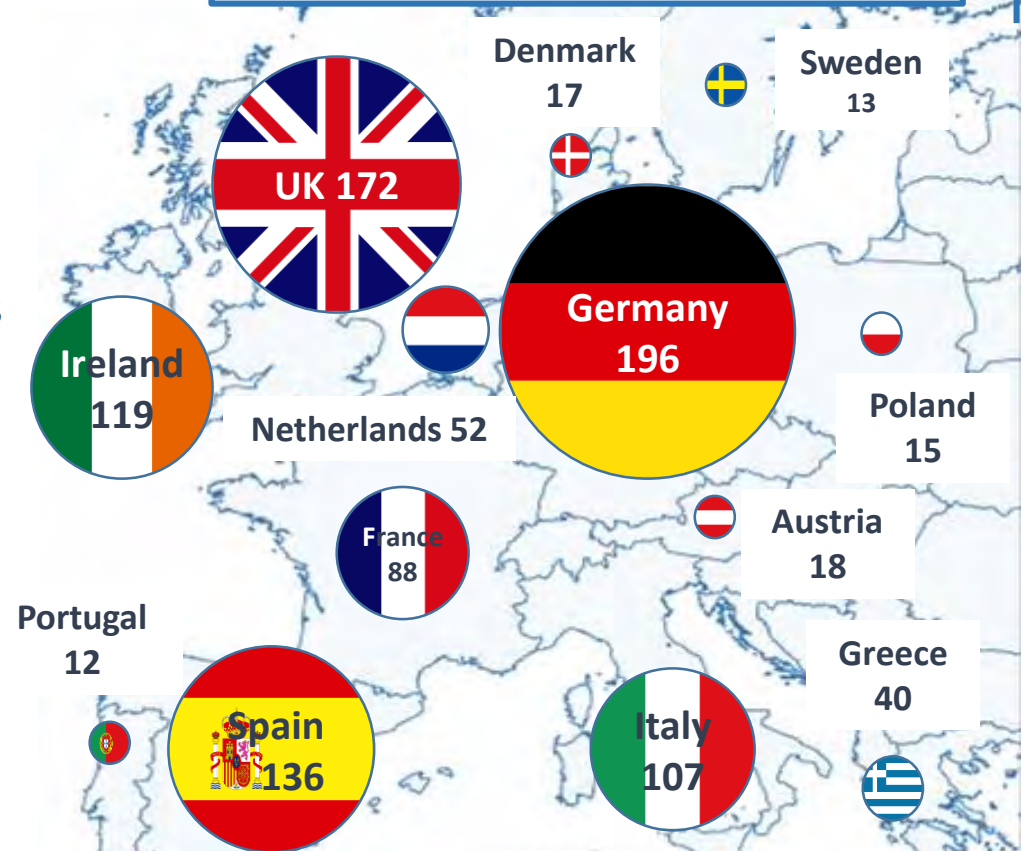 Denmark
17
Sweden
13
UK 172
Germany
196
Ireland
119
Netherlands 52
Poland
15
France
88
Austria
18
Portugal
12
Greece
40
Spain
136
Italy
107